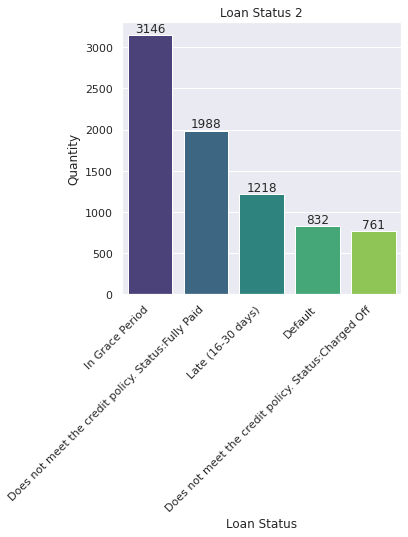 Loan Status 2
3146
1988
1218
832
761
3000
2500
2000
1500
1000
500
0
Quantity
In Grace Period
Does not meet the credit policy. Status:Fully Paid
Late (16-30 days)
Default
Does not meet the credit policy. Status:Charged Off
Loan Status